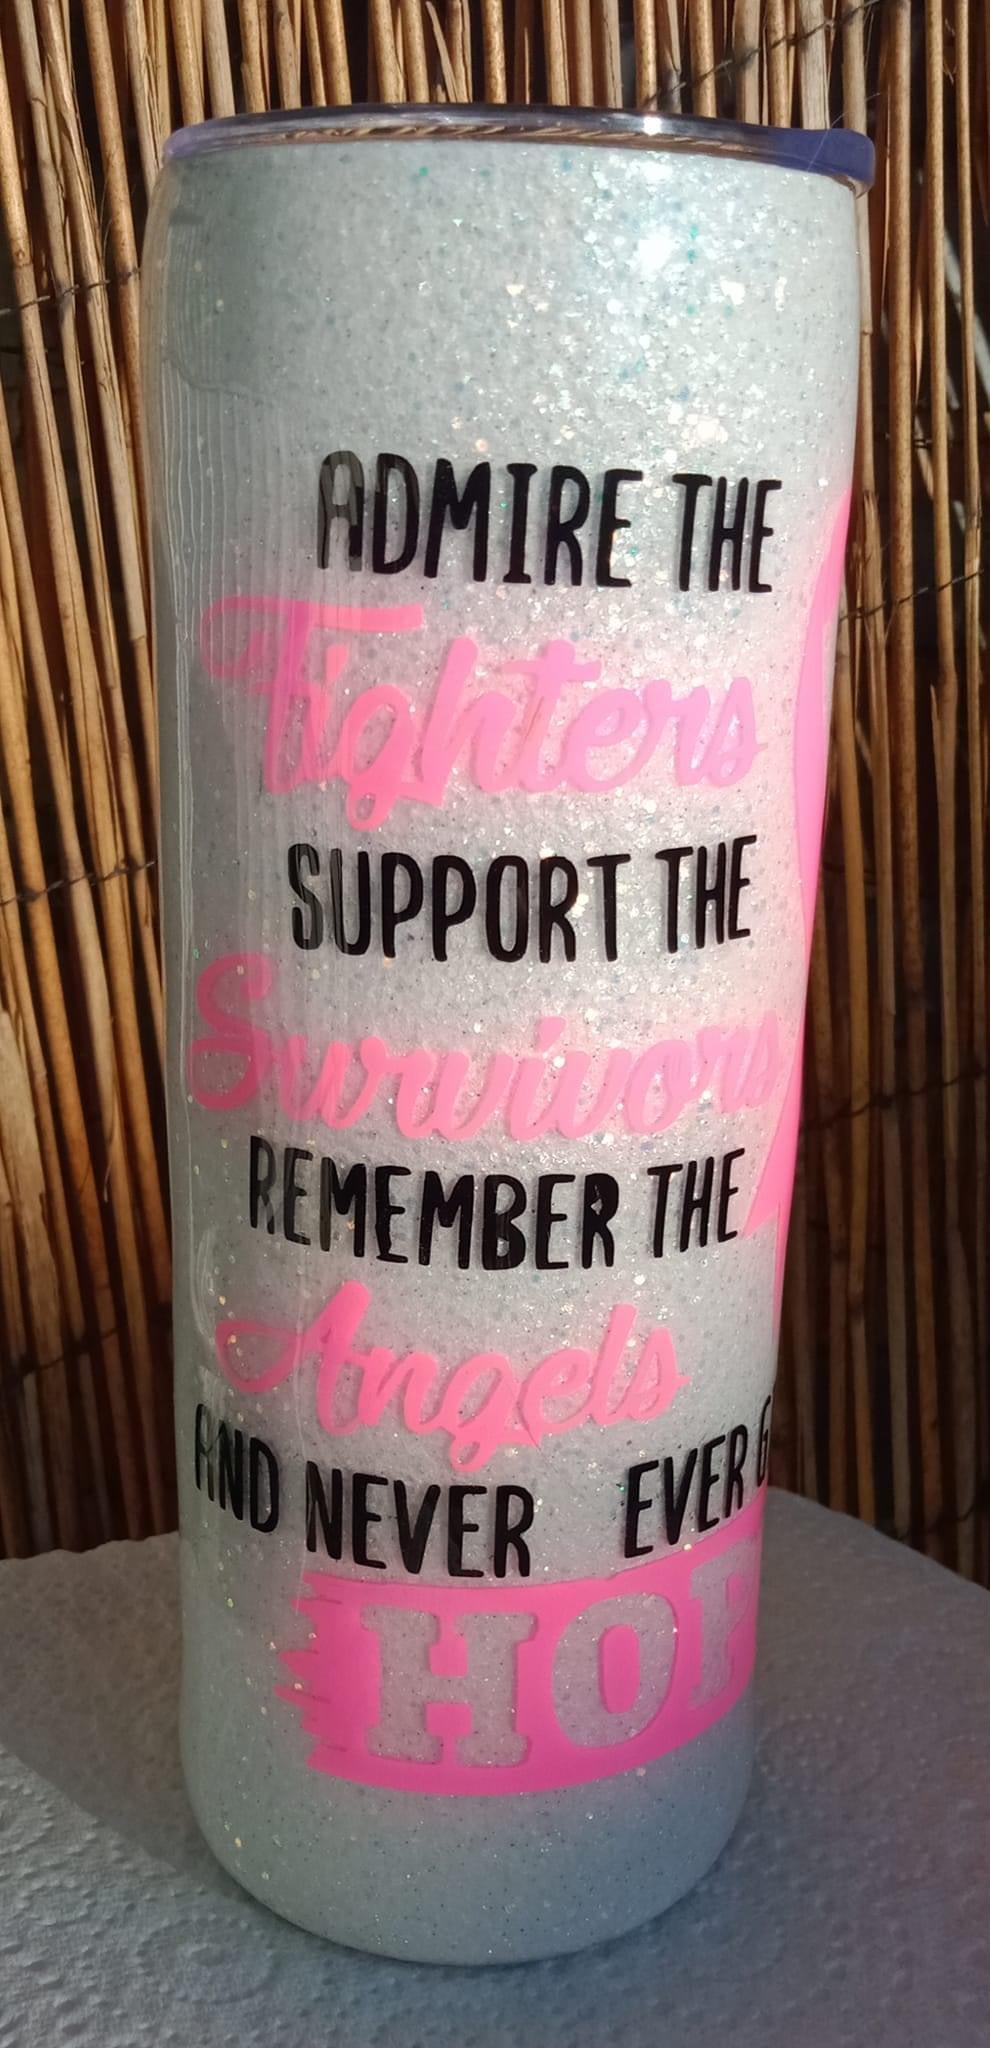 ADMIRE THE
Fighters
SUPPORT THE
Survivors
REMEMBER THE
Angels
AND NEVER EVER